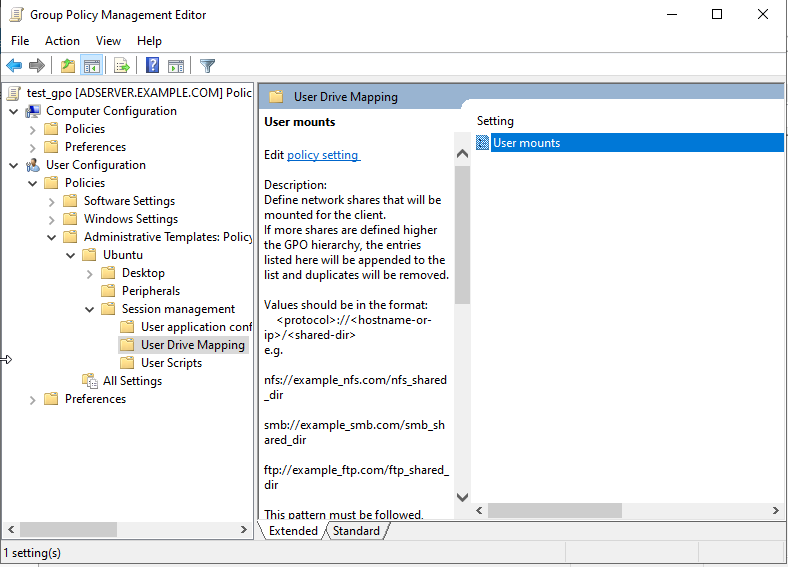 Group Policy Management Editor
File Action View Help
test_gpo [ADSERVER.EXAMPLE.COM] Polic
Computer Configuration
Policies
Preferences
User Configuration
Policies
Software Settings
Windows Settings
Administrative Templates: Policy
Ubuntu
Desktop
Peripherals
Session management
User application conf
User Drive Mapping
User Scripts
All Settings
Preferences
User Drive Mapping
User mounts
Edit policy setting
Description:
Define network shares that will be
mounted for the client.
If more shares are defined higher
the GPO hierarchy, the entries
listed here will be appended to the
list and duplicates will be removed.
Values should be in the format:
<protocol>://<hostname-or-
ip>/<shared-dir>
e.g.
nfs://example_nfs.com/nfs_shared
_dir
smb://example_smb.com/smb_sh
ared_dir
ftp://example_ftp.com/ftp_shared_
dir
This pattern must be followed,
Setting
User mounts
Extended Standard
1 setting(s)